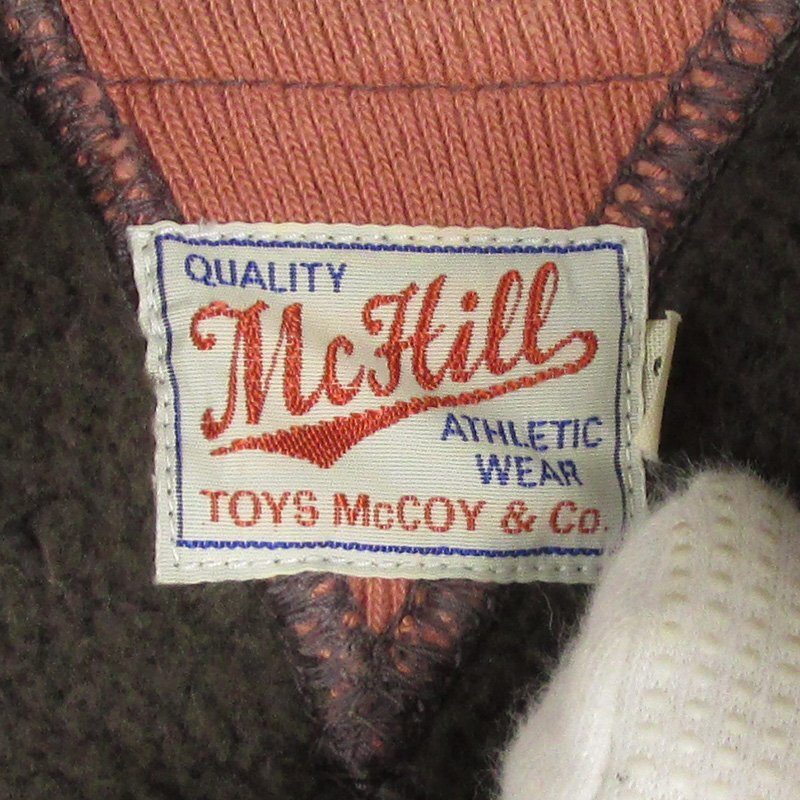 QUALITY
McHill
ATHLETIC
WEAR
TOYS McCOY & Co.